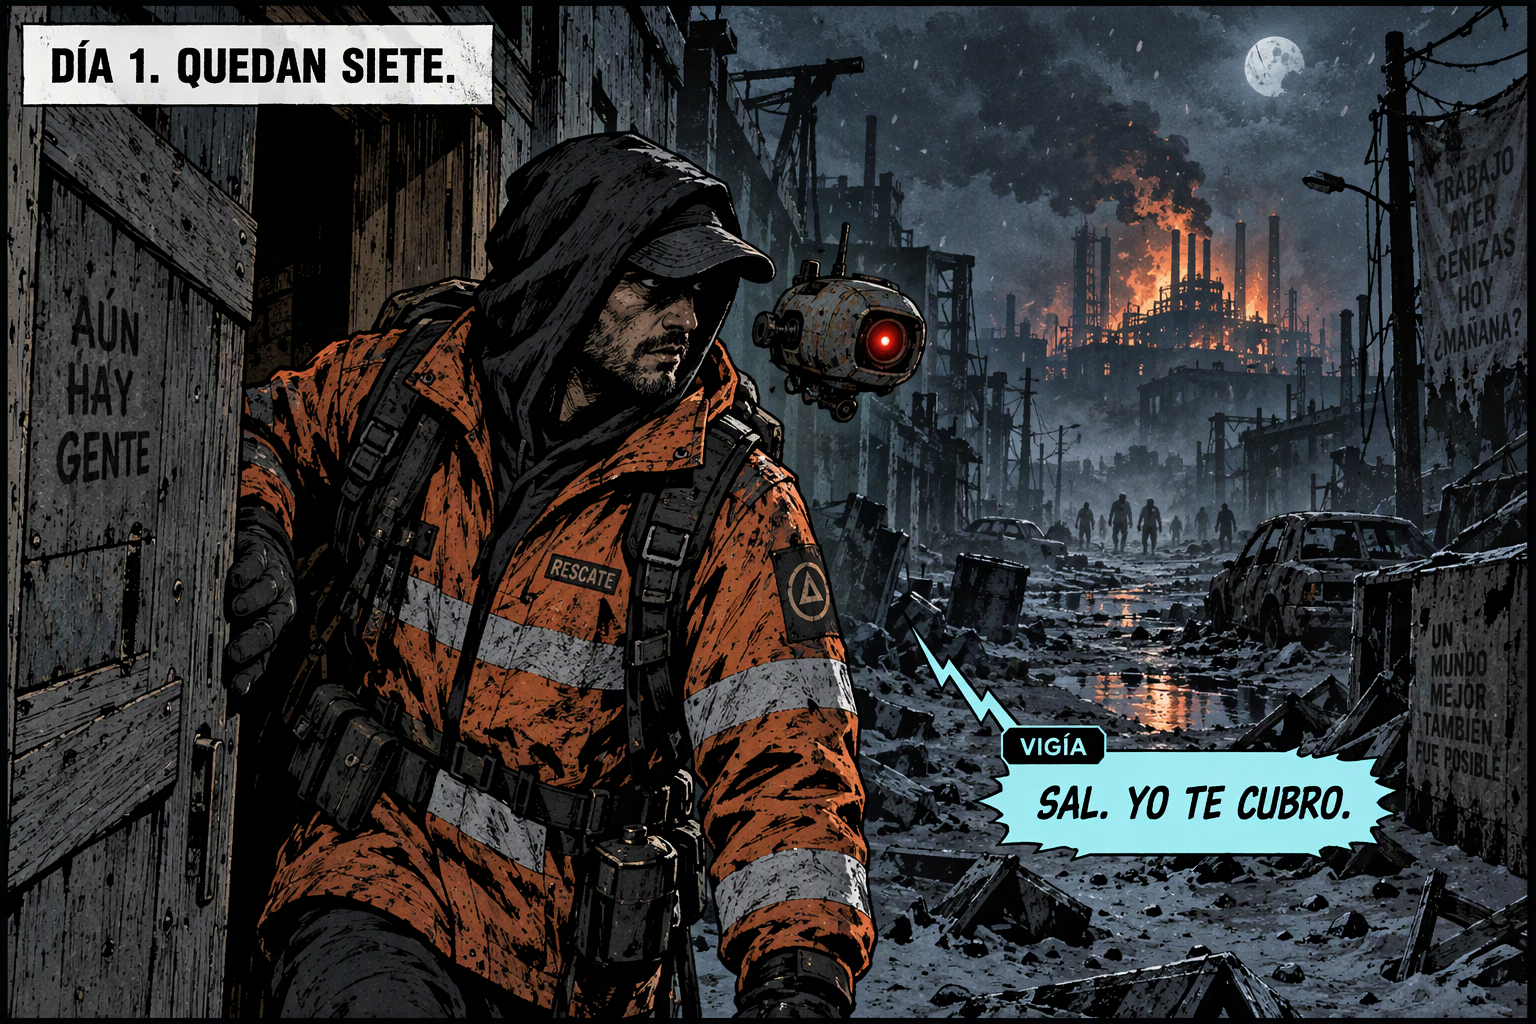 DÍA 1. QUEDAN SIETE.
AÚN
HAY
GENTE
RESCATE
TRABAJO
AYER
CENIZAS
HOY
¿MAÑANA?
UN
MUNDO
MEJOR
TAMBIÉN
FUE POSIBLE
VIGÍA
SAL. YO TE CUBRO.